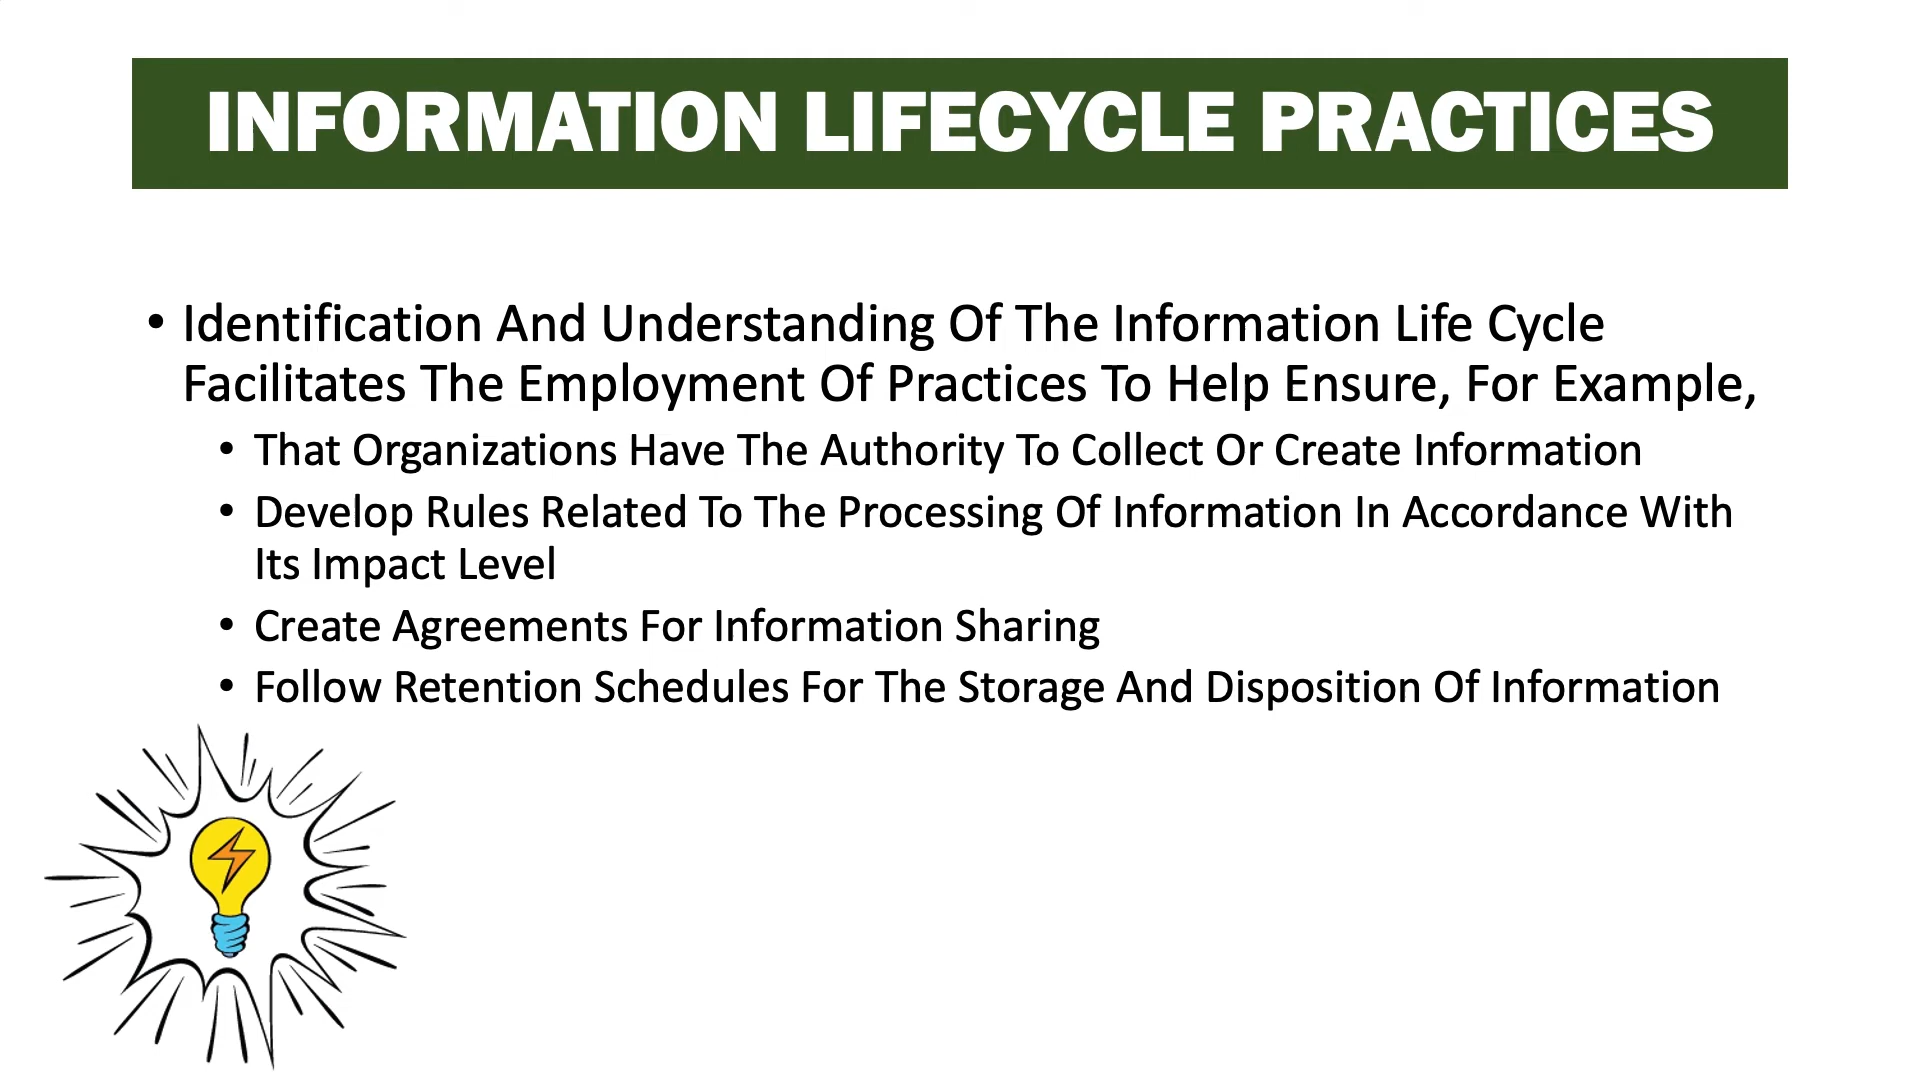 INFORMATION LIFECYCLE PRACTICES
• Identification And Understanding Of The Information Life Cycle
Facilitates The Employment Of Practices To Help Ensure, For Example,
• That Organizations Have The Authority To Collect Or Create Information
• Develop Rules Related To The Processing Of Information In Accordance With
Its Impact Level
• Create Agreements For Information Sharing
• Follow Retention Schedules For The Storage And Disposition Of Information